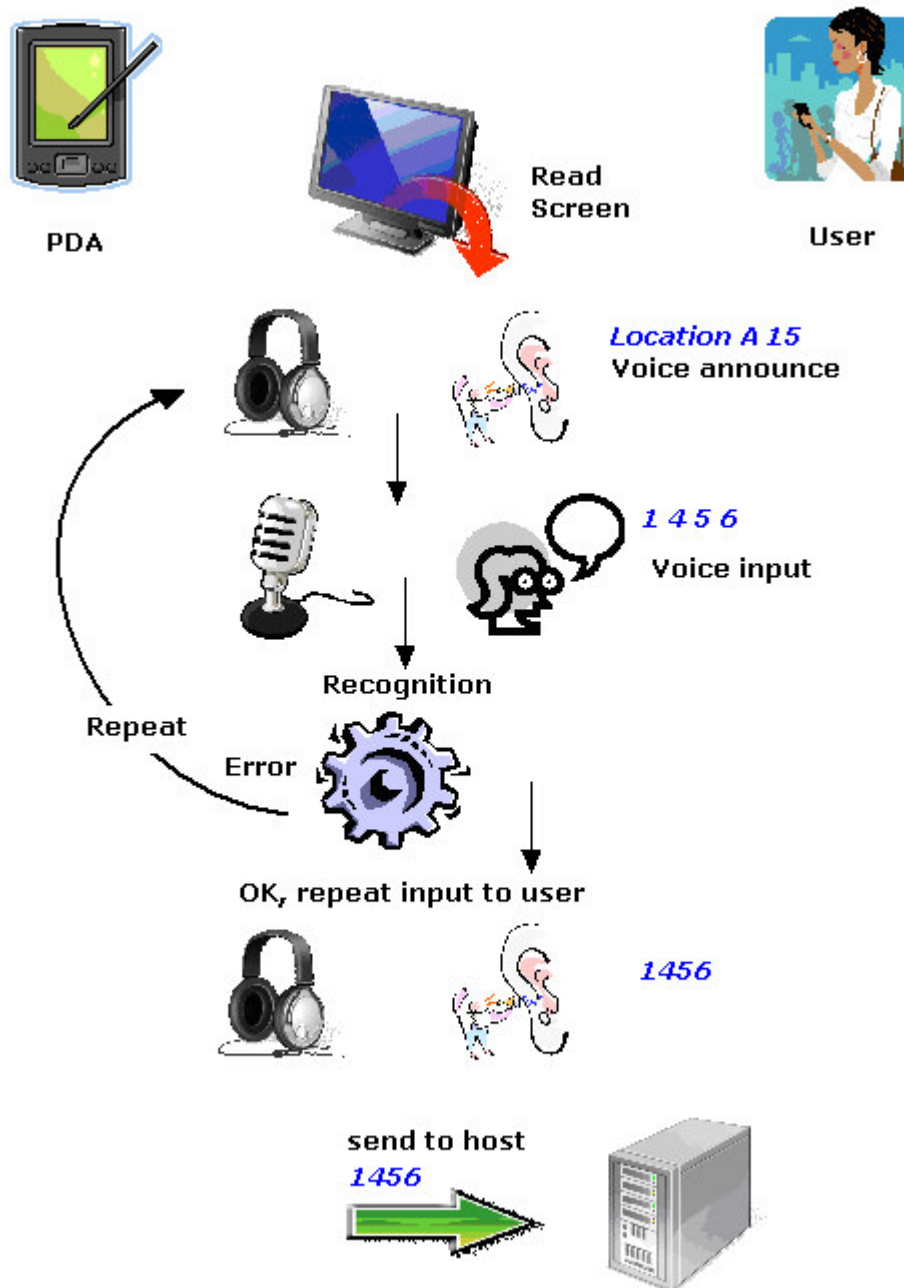 PDA
Read
Screen
User
Location A 15
Voice announce
1 4 5 6
Voice input
Recognition
Repeat
Error
OK, repeat input to user
1456
send to host
1456